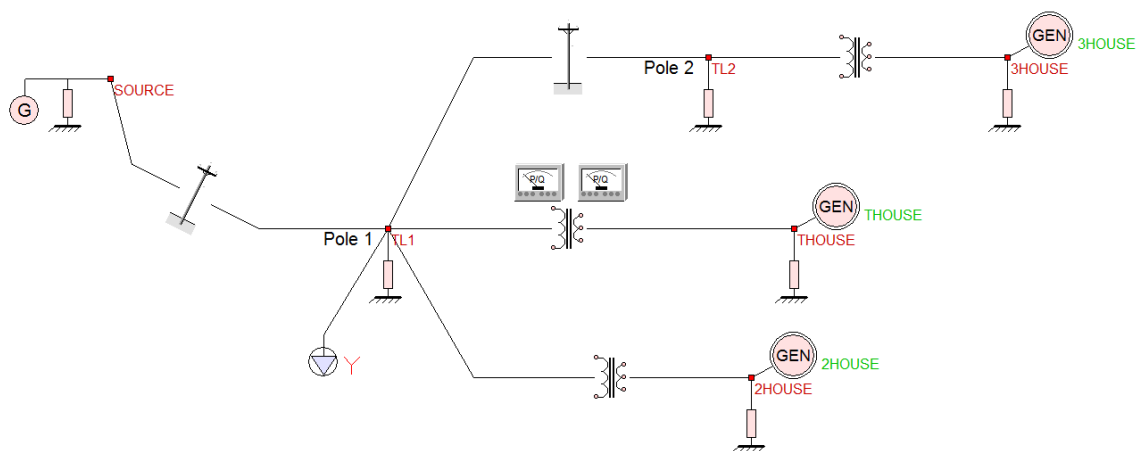 GEN
3HOUSE
Pole 2
TL2
3HOUSE
SOURCE
G
P/Q
P/Q
GEN
THOUSE
Pole 1
TL1
THOUSE
GEN
2HOUSE
Y
2HOUSE